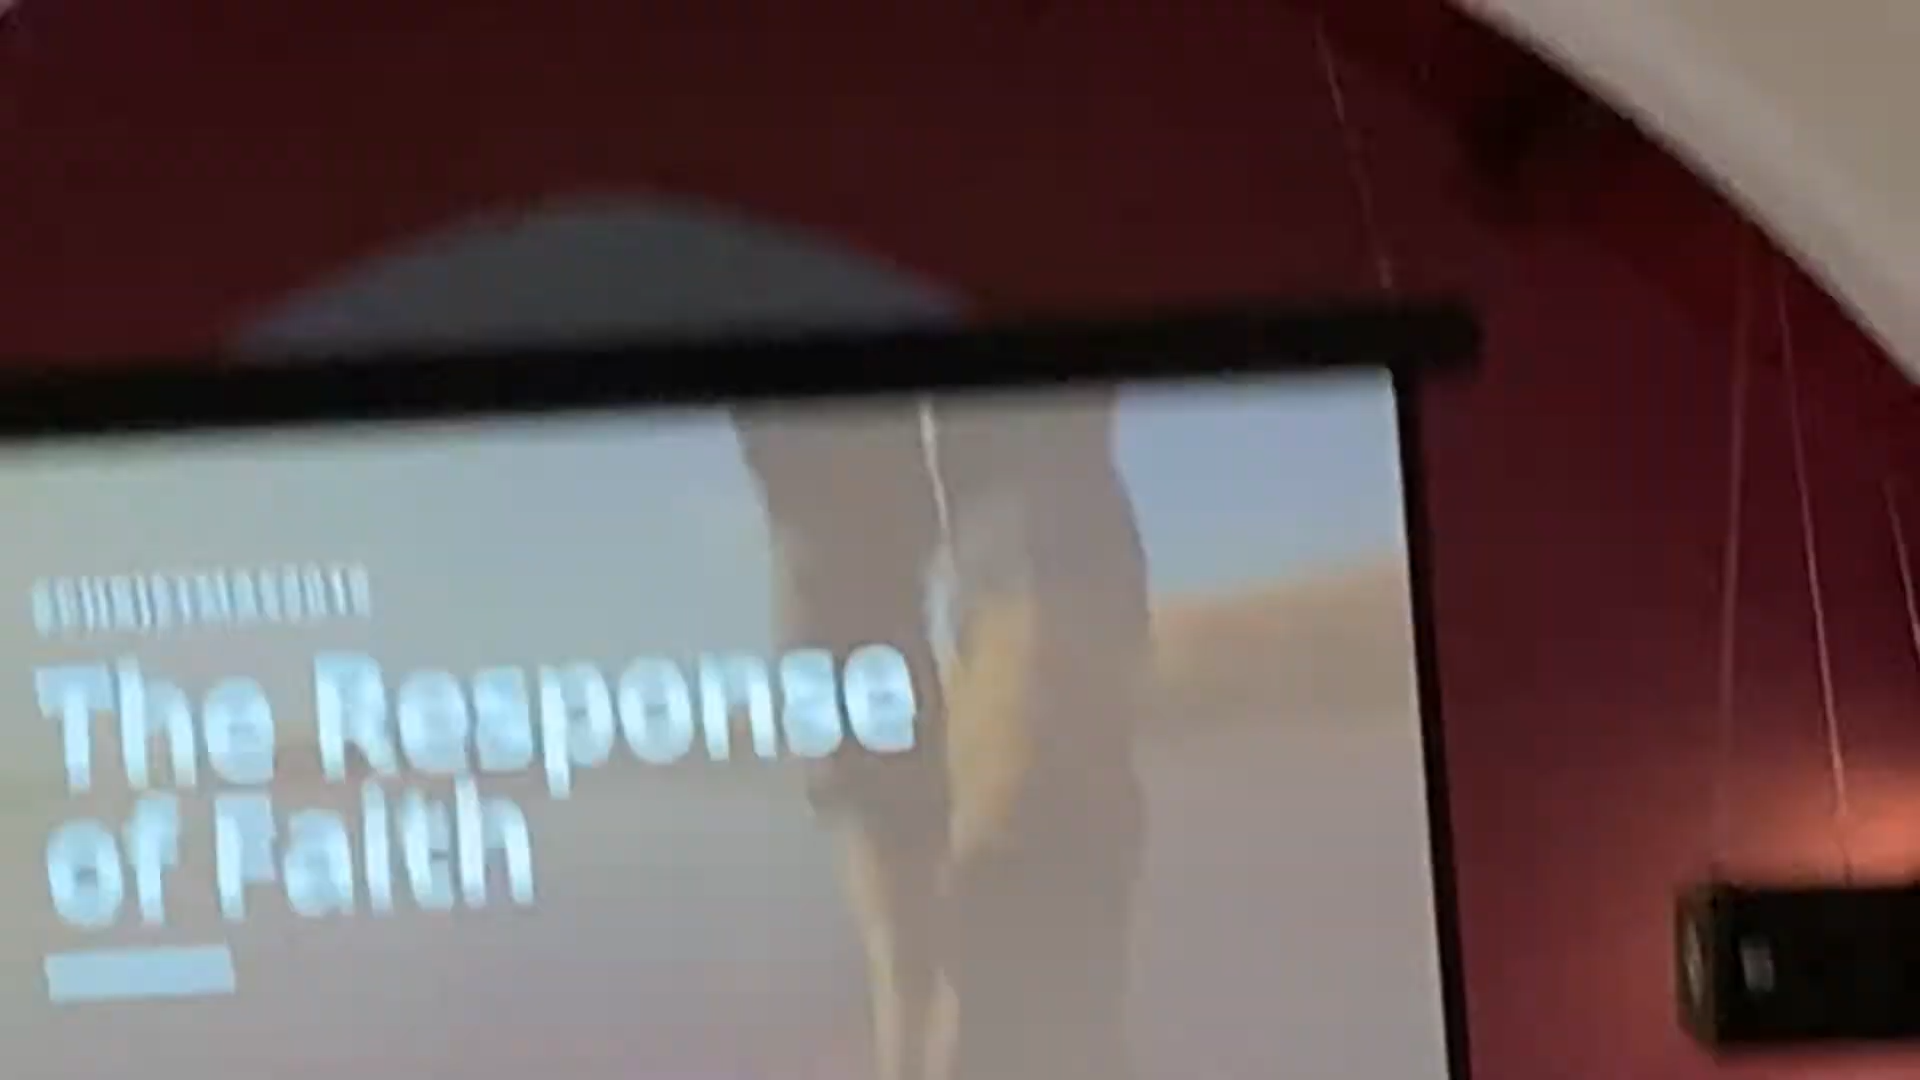 The Response
of Faith